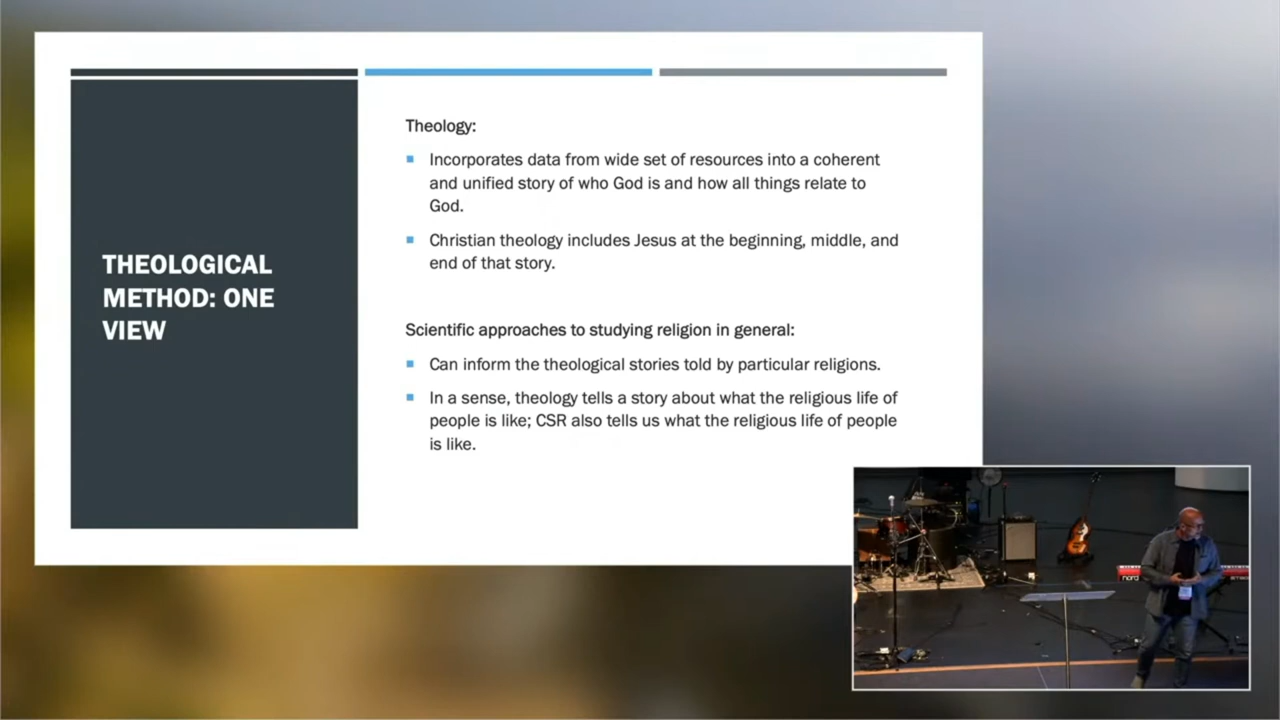 THEOLOGICAL
METHOD: ONE
VIEW
Theology:
Incorporates data from wide set of resources into a coherent
and unified story of who God is and how all things relate to
God.
Christian theology includes Jesus at the beginning, middle, and
end of that story.
Scientific approaches to studying religion in general:
Can inform the theological stories told by particular religions.
In a sense, theology tells a story about what the religious life of
people is like; CSR also tells us what the religious life of people
is like.
nord